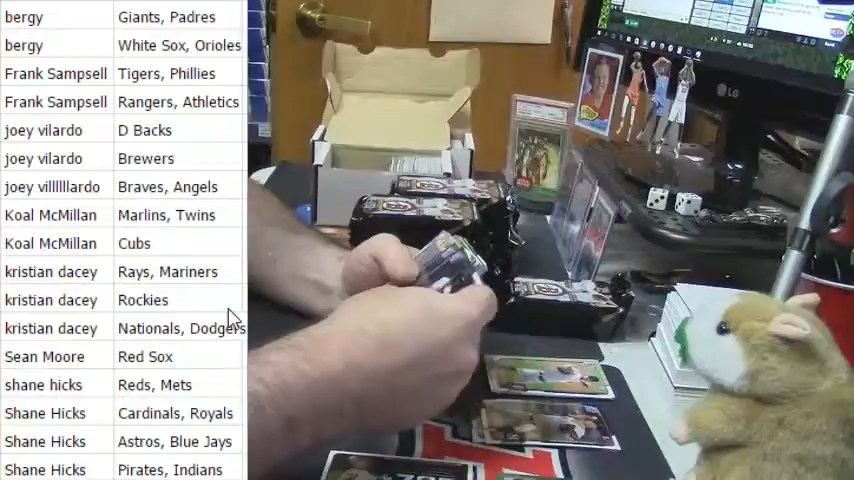 bergy Giants, Padres
bergy White Sox, Orioles
Frank Sampsell Tigers, Phillies
Frank Sampsell Rangers, Athletics
joey vilardo D Backs
joey vilardo Brewers
joey villllllardo Braves, Angels
Koal McMillan Marlins, Twins
Koal McMillan Cubs
kristian dacey Rays, Mariners
kristian dacey Rockies
kristian dacey Nationals, Dodgers
Sean Moore Red Sox
shane hicks Reds, Mets
Shane Hicks Cardinals, Royals
Shane Hicks Astros, Blue Jays
Shane Hicks Pirates, Indians
LG